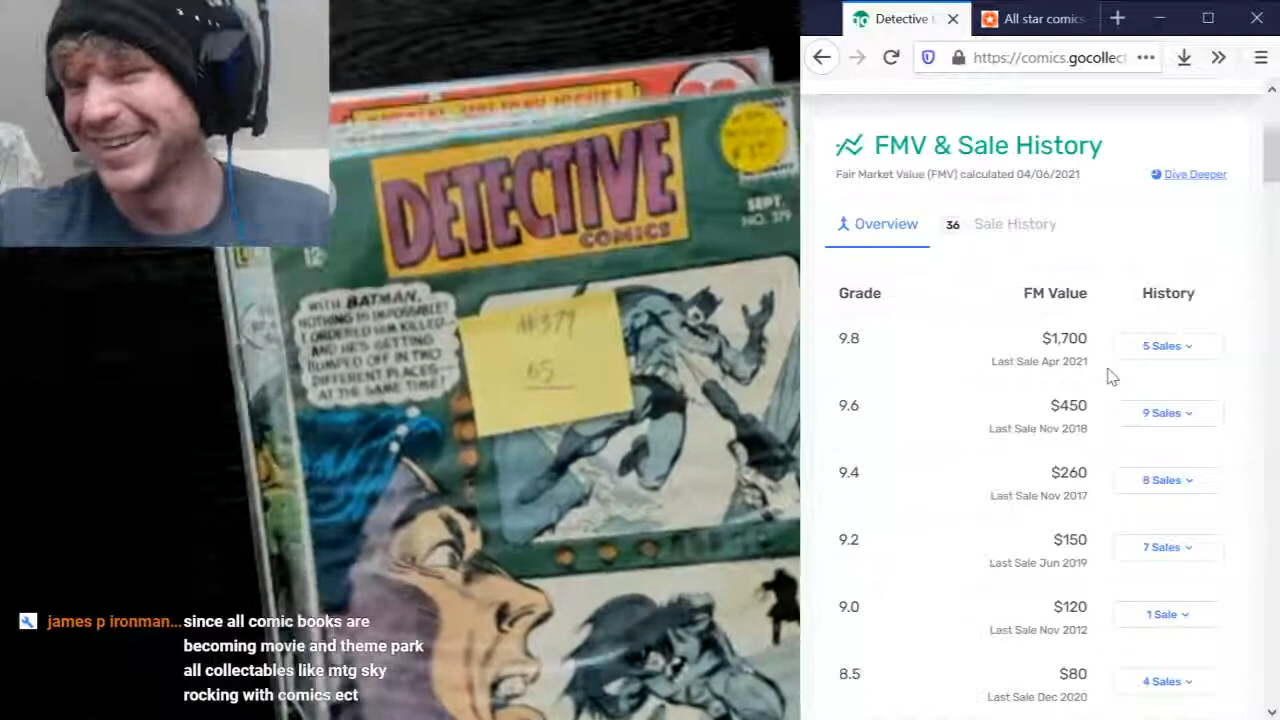 Detective
All star comics
https://comics.gocollect
FMV & Sale History
Fair Market Value (FMV) calculated 04/06/2021
Dive Deeper
Overview
36 Sale History
Grade FM Value History
9.8 $1,700 5 Sales
Last Sale Apr 2021
9.6 $450 9 Sales
Last Sale Nov 2018
9.4 $260 8 Sales
Last Sale Nov 2017
9.2 $150 7 Sales
Last Sale Jun 2019
9.0 $120 1 Sale
Last Sale Nov 2012
8.5 $80 4 Sales
Last Sale Dec 2020
DETECTIVE
COMICS
SEPT.
NO. 379
12¢
WITH BATMAN,
NOTHING IS IMPOSSIBLE!
I ORDERED HIM KILLED--
AND HE'S GETTING
BUMPED OFF IN TWO
DIFFERENT PLACES--
AT THE SAME TIME!
#379
65
james p ironman... since all comic books are
becoming movie and theme park
all collectables like mtg sky
rocking with comics ect